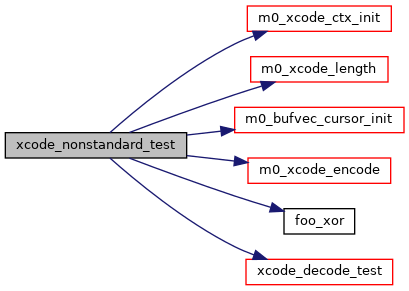 m0_xcode_ctx_init
m0_xcode_length
m0_bufvec_cursor_init
xcode_nonstandard_test
m0_xcode_encode
foo_xor
xcode_decode_test